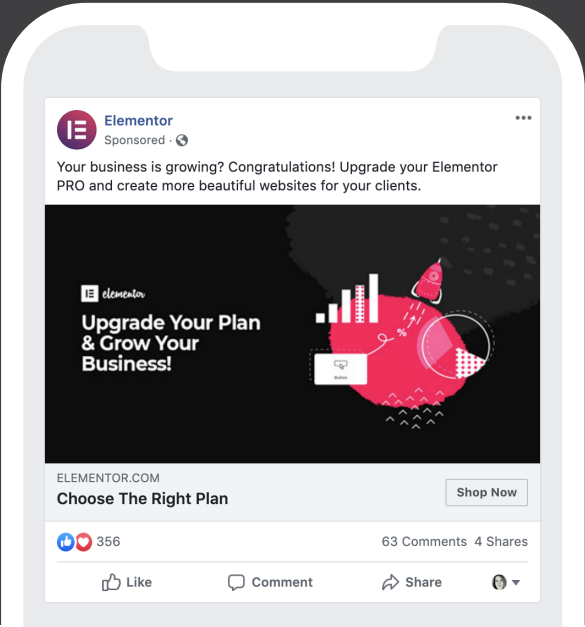 Elementor
Sponsored ·
Your business is growing? Congratulations! Upgrade your Elementor
PRO and create more beautiful websites for your clients.
elementor
Upgrade Your Plan
& Grow Your
Business!
%
Button
ELEMENTOR.COM
Choose The Right Plan
Shop Now
356
63 Comments 4 Shares
Like Comment Share